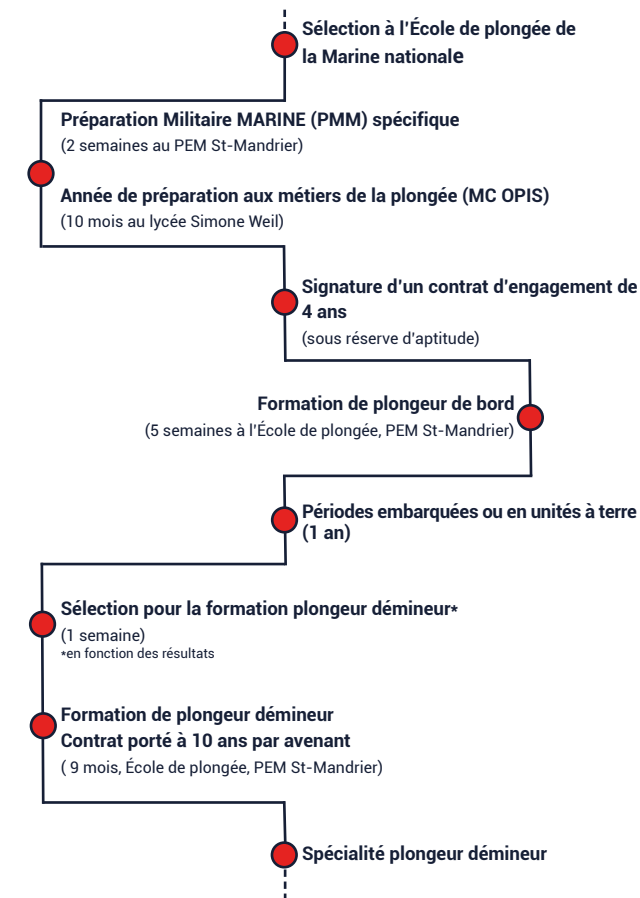 Sélection à l'École de plongée de
la Marine nationale
Préparation Militaire MARINE (PMM) spécifique
(2 semaines au PEM St-Mandrier)
Année de préparation aux métiers de la plongée (MC OPIS)
(10 mois au lycée Simone Weil)
Signature d'un contrat d'engagement de
4 ans
(sous réserve d'aptitude)
Formation de plongeur de bord
(5 semaines à l'École de plongée, PEM St-Mandrier)
Périodes embarquées ou en unités à terre
(1 an)
Sélection pour la formation plongeur démineur*
(1 semaine)
*en fonction des résultats
Formation de plongeur démineur
Contrat porté à 10 ans par avenant
( 9 mois, École de plongée, PEM St-Mandrier)
Spécialité plongeur démineur